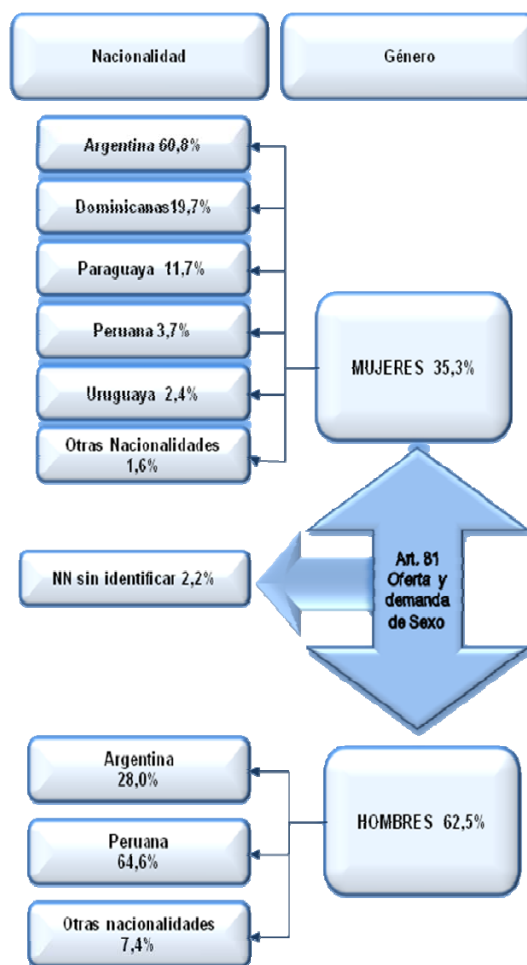 Nacionalidad
Género
Argentina 60,8%
Dominicanas19,7%
Paraguaya 11,7%
Peruana 3,7%
Uruguaya 2,4%
Otras Nacionalidades
1,6%
MUJERES 35,3%
Art. 81
Oferta y
demanda
de Sexo
NN sin identificar 2,2%
Argentina
28,0%
Peruana
64,6%
Otras nacionalidades
7,4%
HOMBRES 62,5%